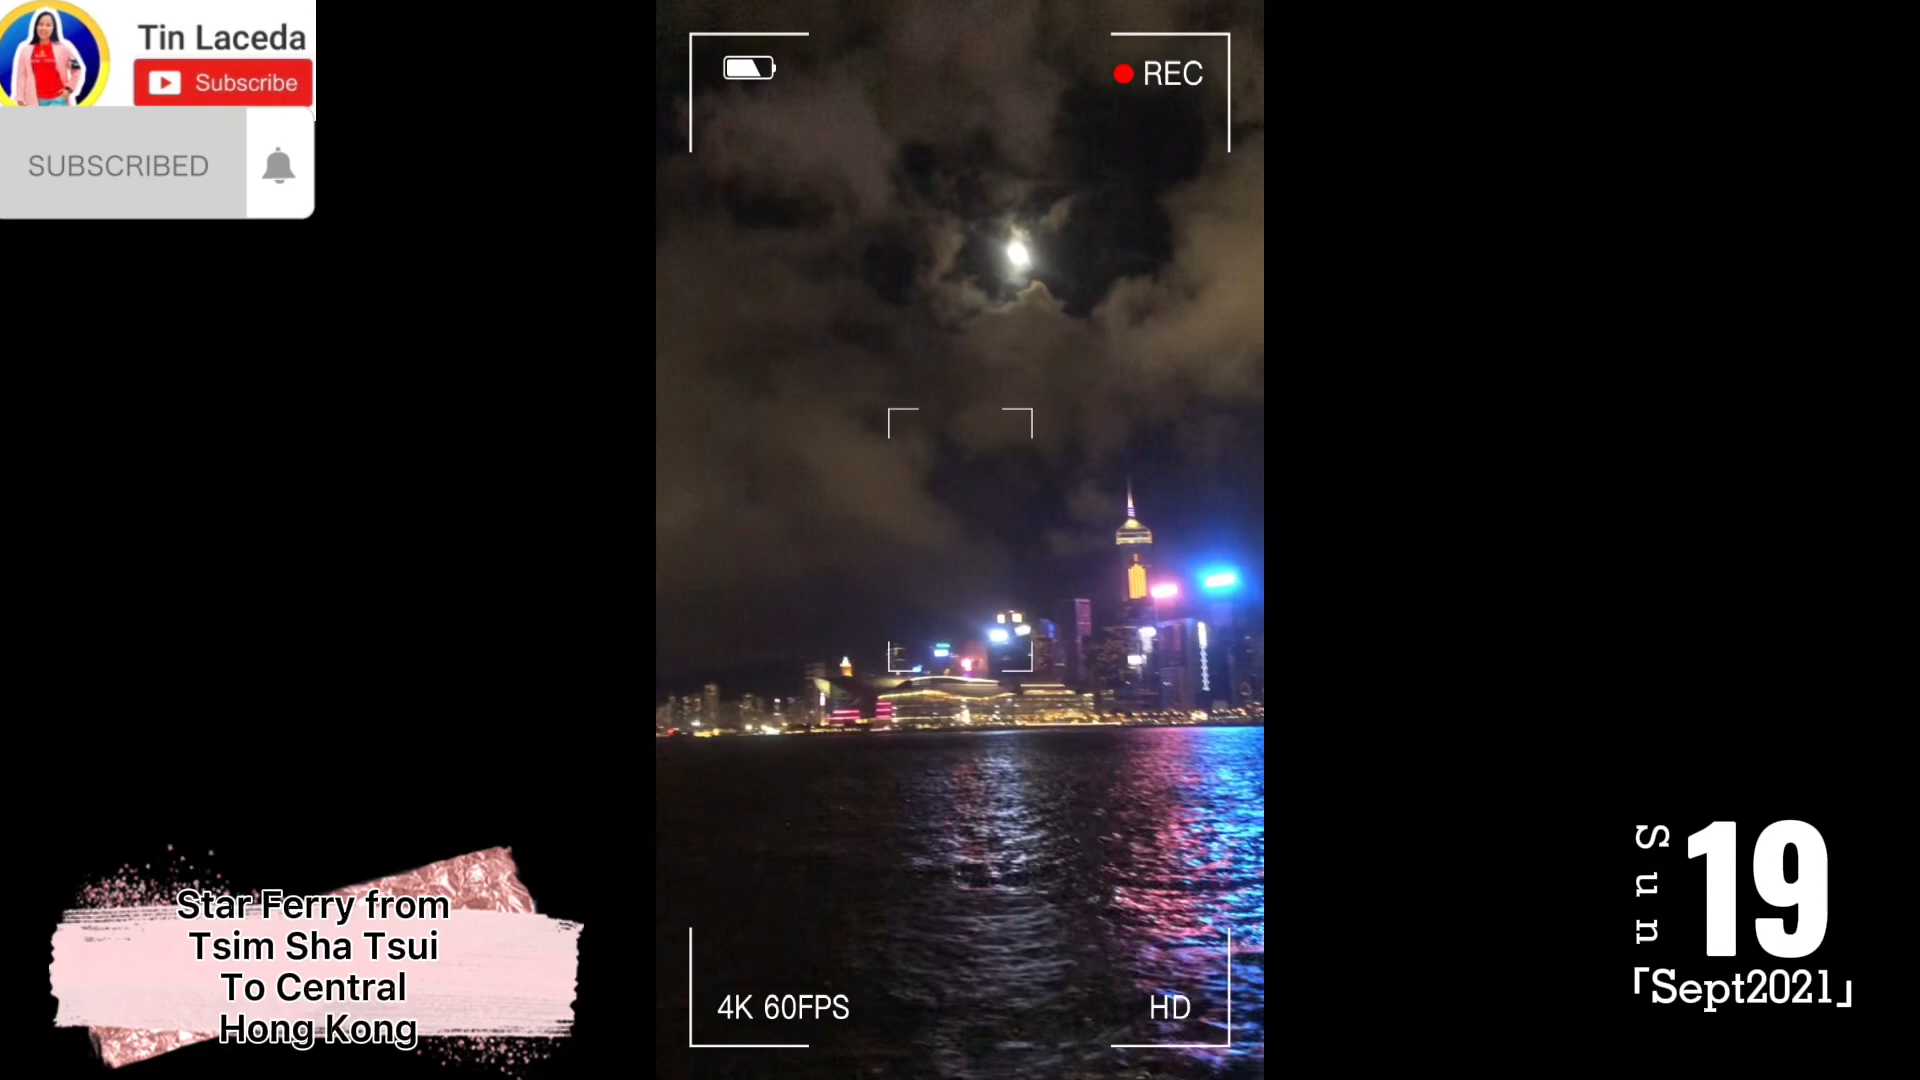 Tin Laceda
Subscribe
SUBSCRIBED
REC
Star Ferry from
Tsim Sha Tsui
To Central
Hong Kong
4K 60FPS
HD
Sun
19
「Sept2021」